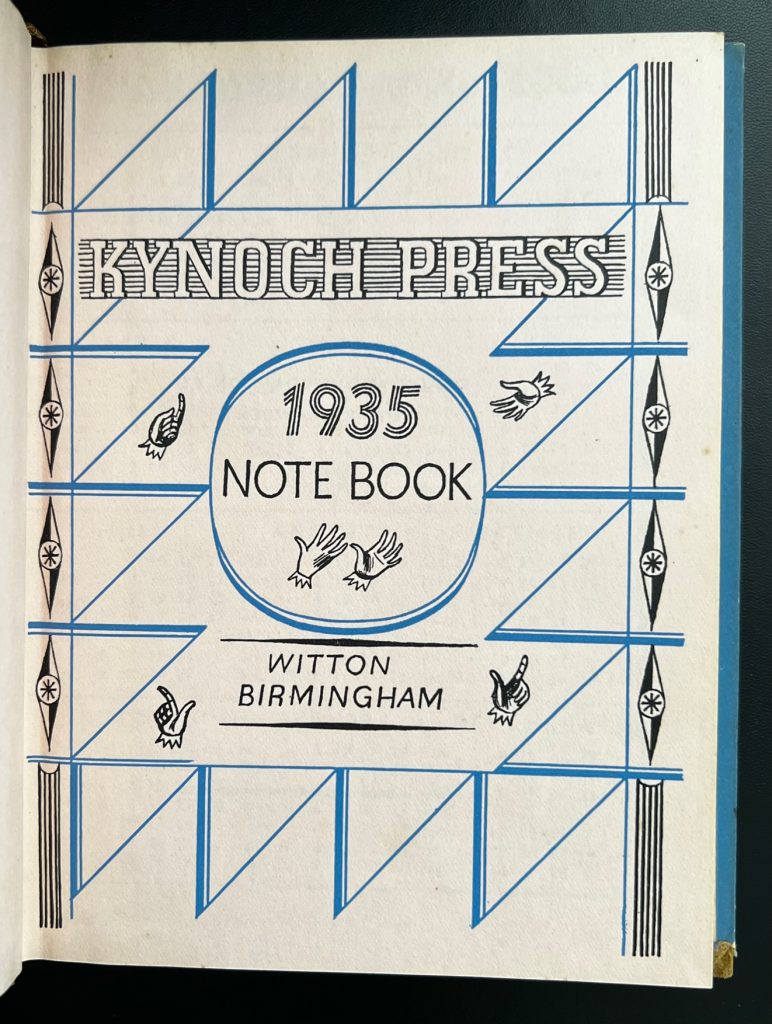 KYNOCH PRESS
1935
NOTE BOOK
WITTON
BIRMINGHAM